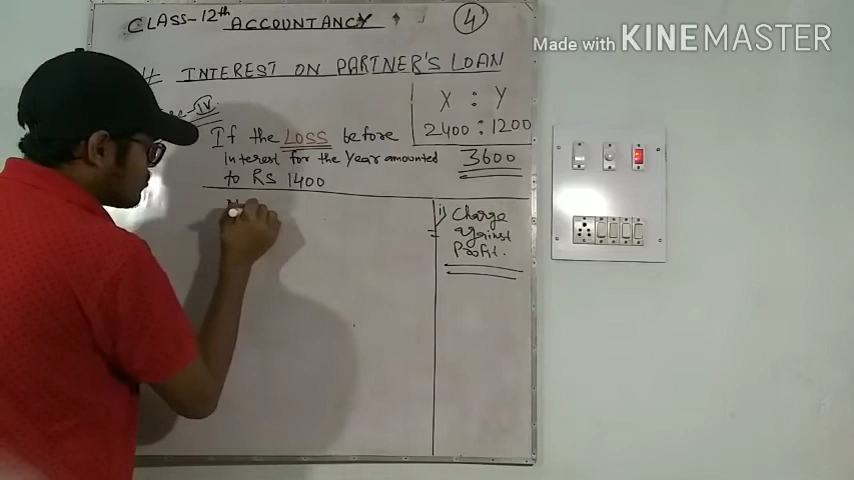 CLASS-12th ACCOUNTANCY
4
Made with KINEMASTER
# INTEREST ON PARTNER'S LOAN
X : Y
2400 : 1200
3600
IV
If the LOSS before
interest for the Year amounted
to RS 1400
i) Charge
against
Profit.